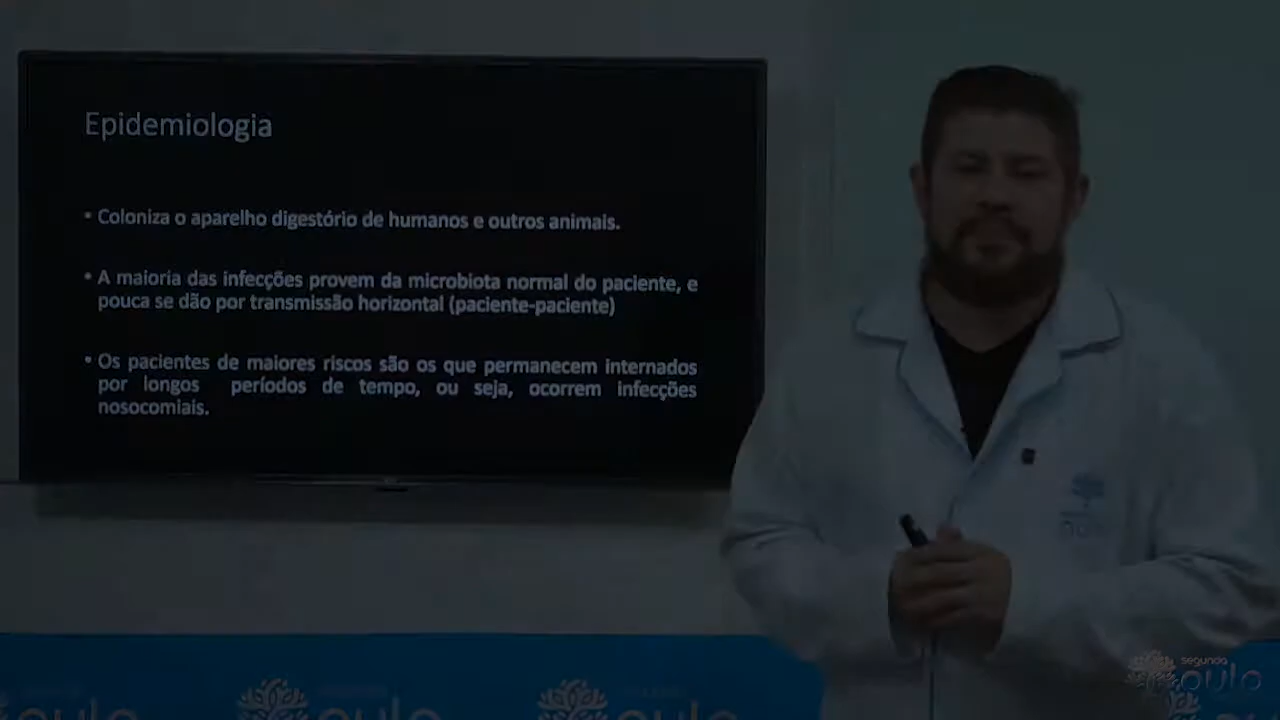 Epidemiologia
• Coloniza o aparelho digestório de humanos e outros animais.
• A maioria das infecções provem da microbiota normal do paciente, e
pouca se dão por transmissão horizontal (paciente-paciente)
• Os pacientes de maiores riscos são os que permanecem internados
por longos períodos de tempo, ou seja, ocorrem infecções
nosocomiais.
segunda
aula